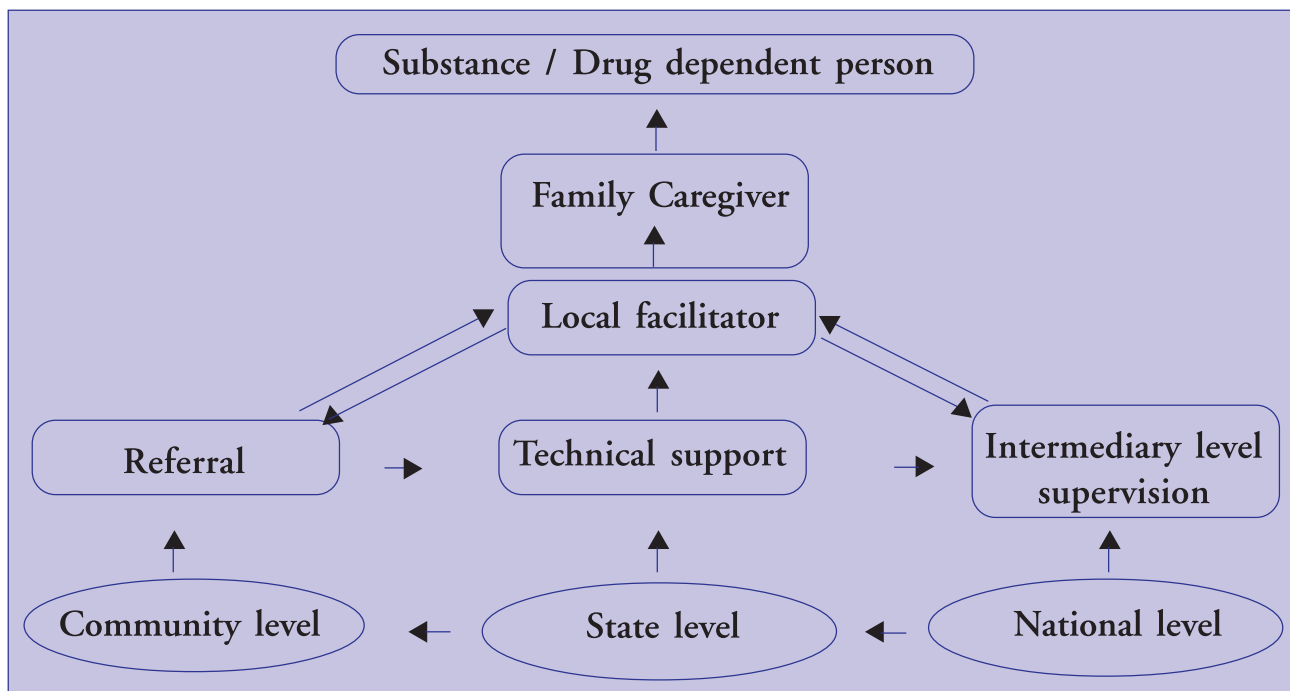 Substance / Drug dependent person
Family Caregiver
Local facilitator
Referral
Technical support
Intermediary level
supervision
Community level
State level
National level